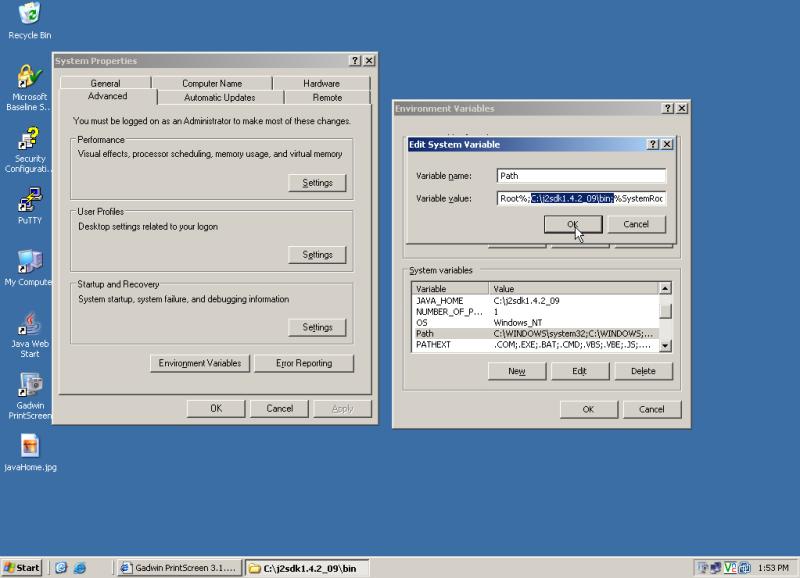 Recycle Bin
Microsoft
Baseline S...
Security
Configurati...
PuTTY
My Compute
Java Web
Start
Gadwin
PrintScreen
javaHome.jpg
System Properties
General
Computer Name
Hardware
Advanced
Automatic Updates
Remote
You must be logged on as an Administrator to make most of these changes.
Performance
Visual effects, processor scheduling, memory usage, and virtual memory
Settings
User Profiles
Desktop settings related to your logon
Settings
Startup and Recovery
System startup, system failure, and debugging information
Settings
Environment Variables
Error Reporting
OK
Cancel
Apply
Environment Variables
Edit System Variable
Variable name:
Path
Variable value:
Root%;C:\j2sdk1.4.2_09\bin;%SystemRoo
OK
Cancel
System variables
Variable
Value
JAVA_HOME
C:\j2sdk1.4.2_09
NUMBER_OF_P...
1
OS
Windows_NT
Path
C:\WINDOWS\system32;C:\WINDOWS;...
PATHEXT
.COM;.EXE;.BAT;.CMD;.VBS;.VBE;.JS;....
New
Edit
Delete
OK
Cancel
Start
Gadwin PrintScreen 3.1....
C:\j2sdk1.4.2_09\bin
1:53 PM